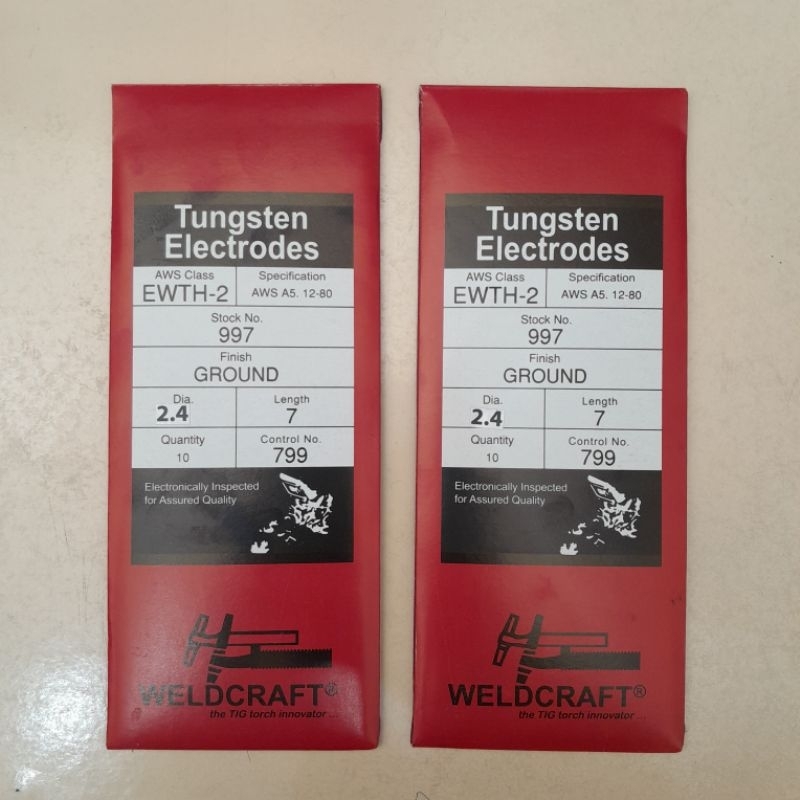 Tungsten
Electrodes
AWS Class
EWTH-2
Specification
AWS A5. 12-80
Stock No.
997
Finish
GROUND
Dia.
2.4
Length
7
Quantity
10
Control No.
799
Electronically Inspected
for Assured Quality
WELDCRAFT®
the TIG torch innovator ...
Tungsten
Electrodes
AWS Class
EWTH-2
Specification
AWS A5. 12-80
Stock No.
997
Finish
GROUND
Dia.
2.4
Length
7
Quantity
10
Control No.
799
Electronically Inspected
for Assured Quality
WELDCRAFT®
the TIG torch innovator ...